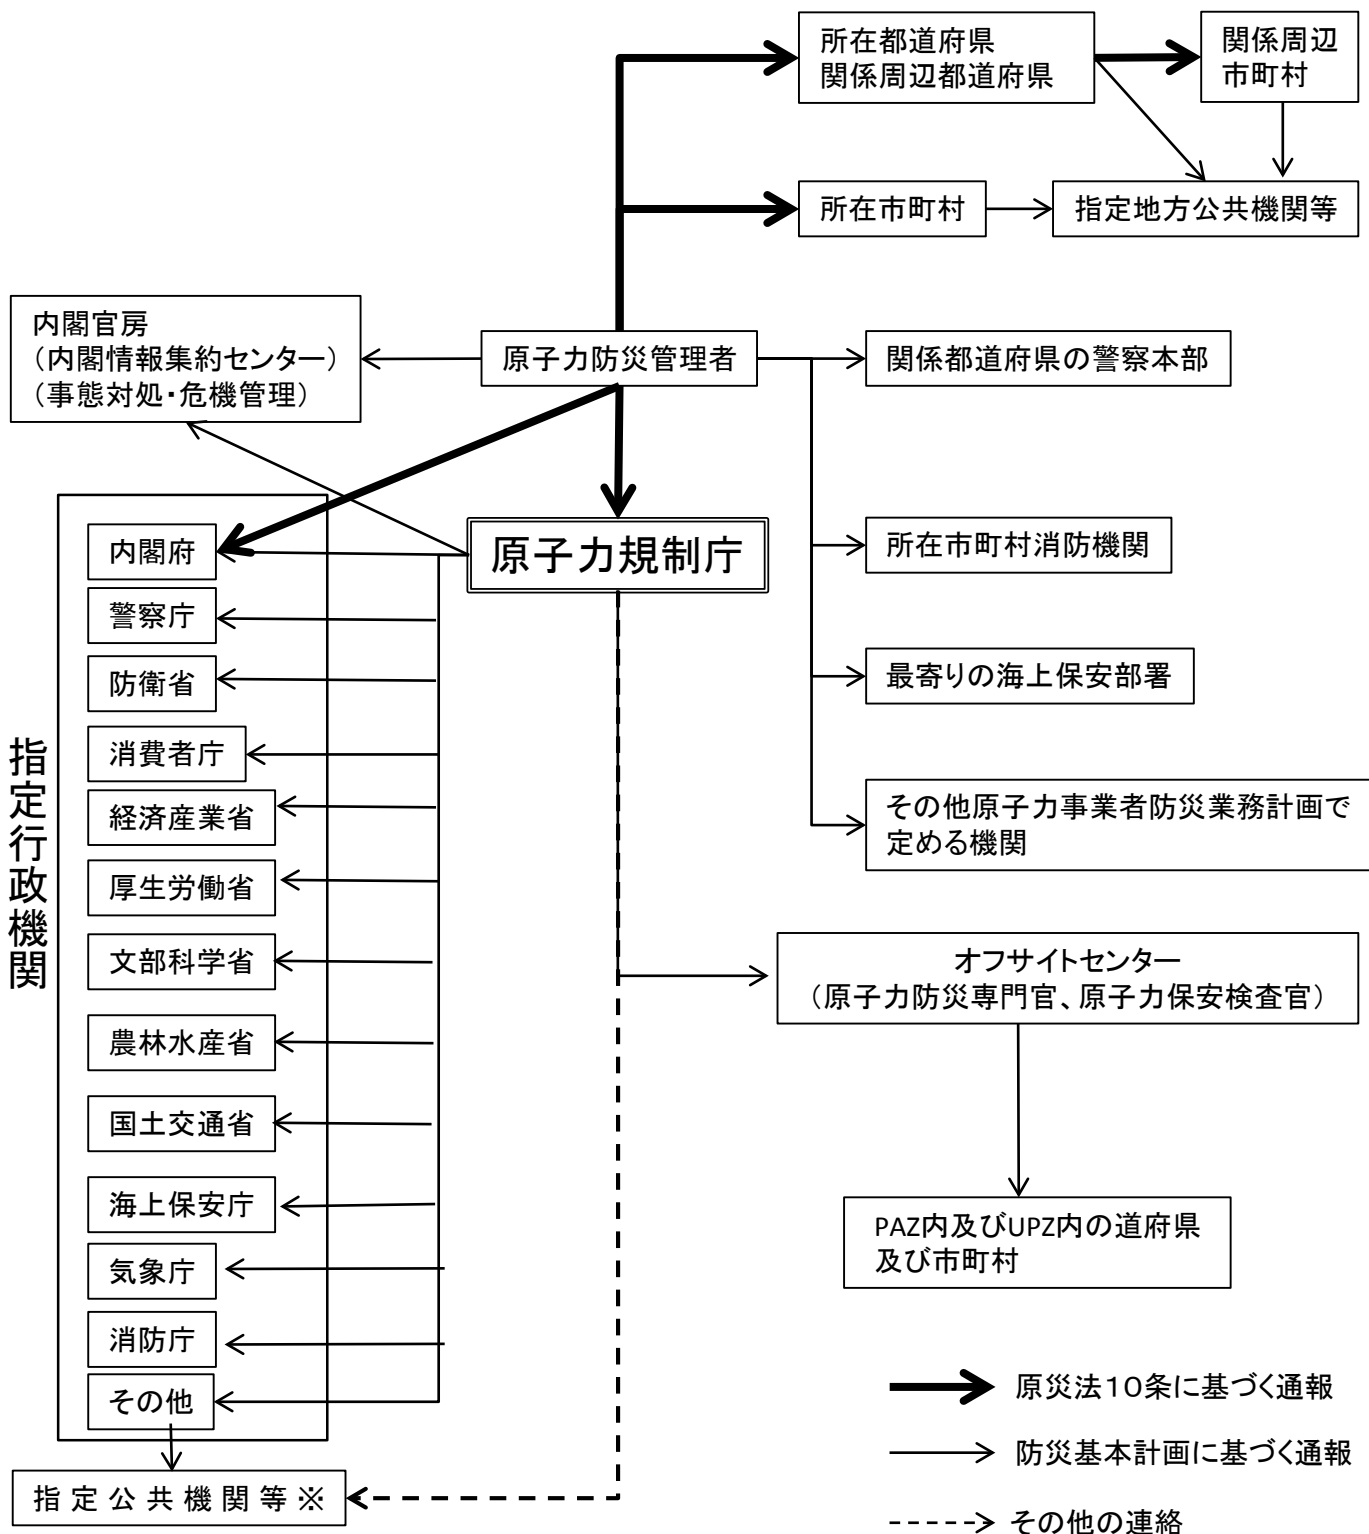 所在都道府県
関係周辺都道府県
関係周辺
市町村
所在市町村
指定地方公共機関等
内閣官房
（内閣情報集約センター）
（事態対処・危機管理）
原子力防災管理者
関係都道府県の警察本部
原子力規制庁
所在市町村消防機関
最寄りの海上保安部署
その他原子力事業者防災業務計画で
定める機関
指定行政機関
内閣府
警察庁
防衛省
消費者庁
経済産業省
厚生労働省
文部科学省
農林水産省
国土交通省
海上保安庁
気象庁
消防庁
その他
指定公共機関等※
オフサイトセンター
（原子力防災専門官、原子力保安検査官）
PAZ内及びUPZ内の道府県
及び市町村
原災法１０条に基づく通報
防災基本計画に基づく通報
その他の連絡